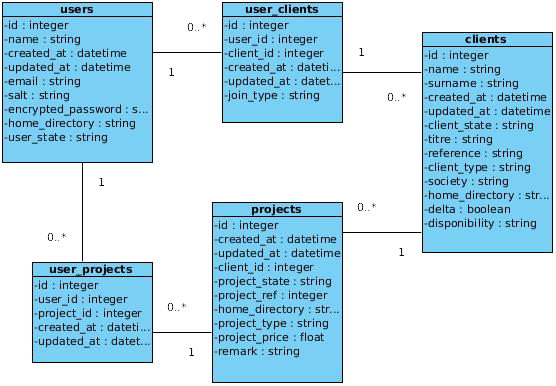 users
-id : integer
-name : string
-created_at : datetime
-updated_at : datetime
-email : string
-salt : string
-encrypted_password : s...
-home_directory : string
-user_state : string
0..*
1
user_clients
-id : integer
-user_id : integer
-client_id : integer
-created_at : dateti...
-updated_at : datet...
-join_type : string
1
0..*
clients
-id : integer
-name : string
-surname : string
-created_at : datetime
-updated_at : datetime
-client_state : string
-titre : string
-reference : string
-client_type : string
-society : string
-home_directory : str...
-delta : boolean
-disponibility : string
1
0..*
user_projects
-id : integer
-user_id : integer
-project_id : integer
-created_at : dateti...
-updated_at : datet...
0..*
1
projects
-id : integer
-created_at : datetime
-updated_at : datetime
-client_id : integer
-project_state : string
-project_ref : integer
-home_directory : str...
-project_type : string
-project_price : float
-remark : string
0..*
1